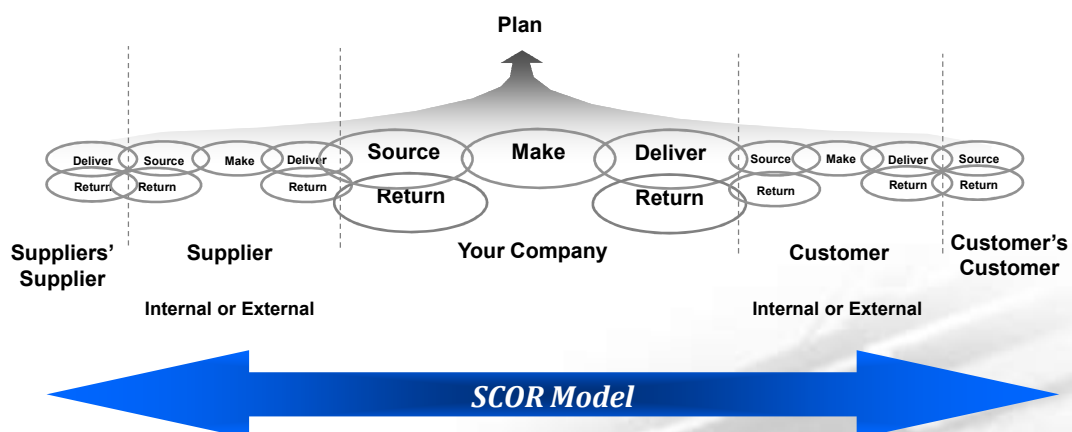 Plan
Deliver Source Make Deliver Source Make Deliver Source Make Deliver Source
Return Return Return Return Return Return Return Return
Suppliers' Supplier Your Company Customer Customer's
Supplier Customer
Internal or External Internal or External
SCOR Model